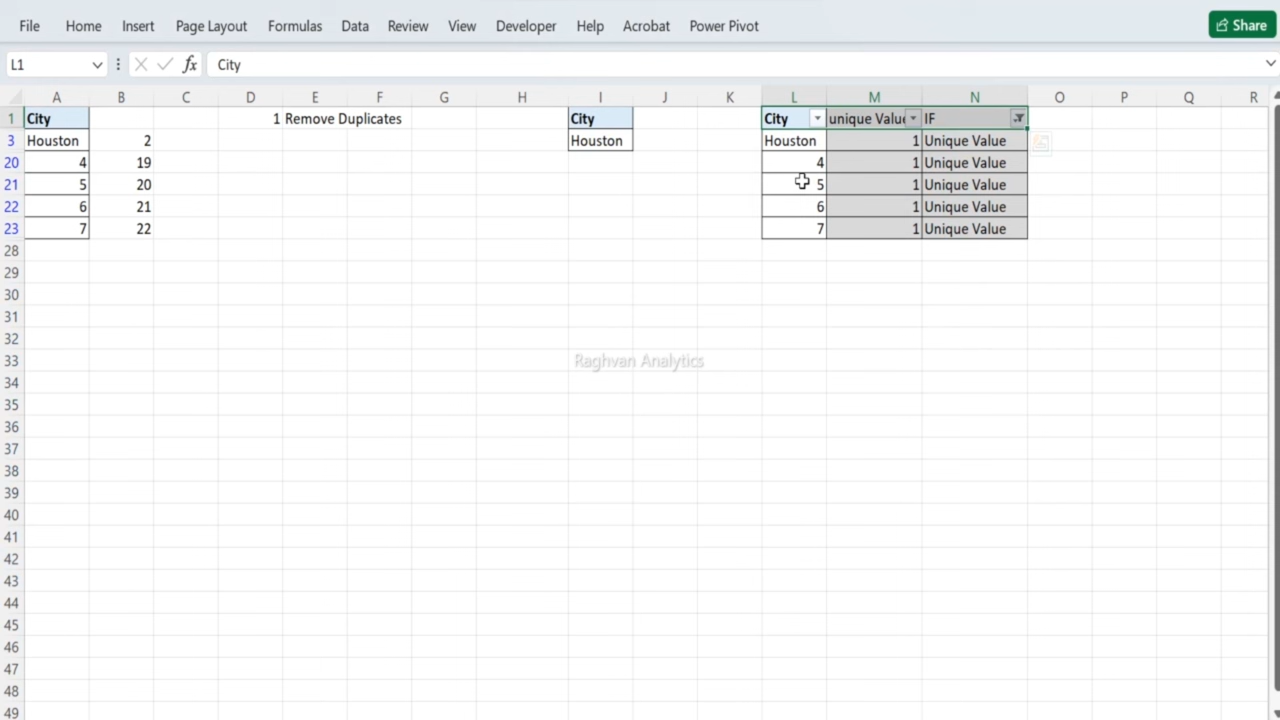 File Home Insert Data Page Layout Formulas Data Review View Developer Help Acrobat Power Pivot Share
L1 fx City
A B C D E F G H I J K L M N O P Q R
1 City 1 Remove Duplicates City City unique Value IF
3 Houston 2 Houston Houston 1 Unique Value
20 4 19 4 1 Unique Value
21 5 20 5 1 Unique Value
22 6 21 6 1 Unique Value
23 7 22 7 1 Unique Value
28
29
30
31
32
33 Raghvan Analytics
34
35
36
37
38
39
40
41
42
43
44
45
46
47
48
49